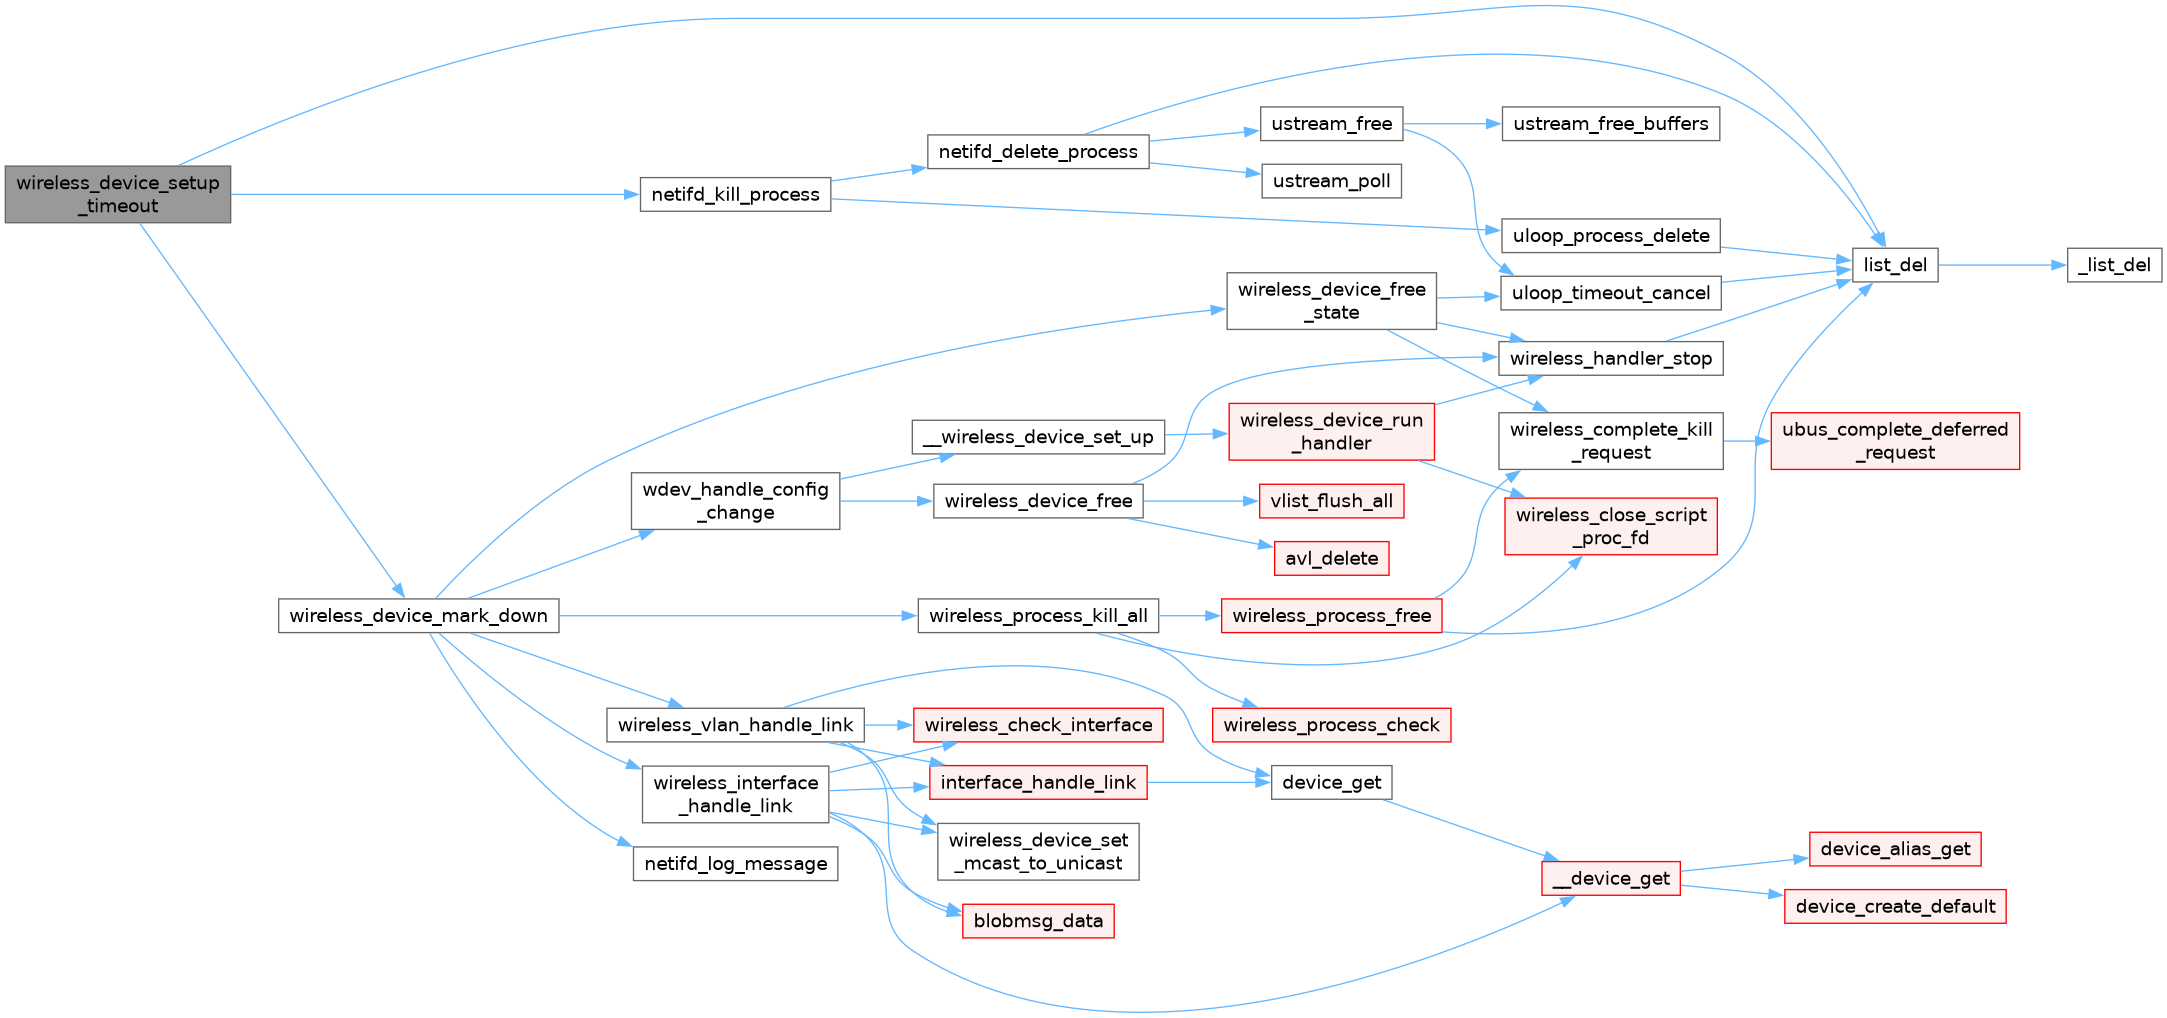 wireless_device_setup
_timeout
netifd_kill_process
wireless_device_mark_down
netifd_delete_process
ustream_free
ustream_free_buffers
ustream_poll
uloop_process_delete
list_del
_list_del
uloop_timeout_cancel
wireless_device_free
_state
wireless_handler_stop
wireless_device_run
_handler
__wireless_device_set_up
wireless_complete_kill
_request
ubus_complete_deferred
_request
wdev_handle_config
_change
wireless_device_free
vlist_flush_all
wireless_close_script
_proc_fd
avl_delete
wireless_process_kill_all
wireless_process_free
wireless_vlan_handle_link
wireless_check_interface
wireless_process_check
wireless_interface
_handle_link
interface_handle_link
device_get
netifd_log_message
wireless_device_set
_mcast_to_unicast
device_alias_get
__device_get
device_create_default
blobmsg_data